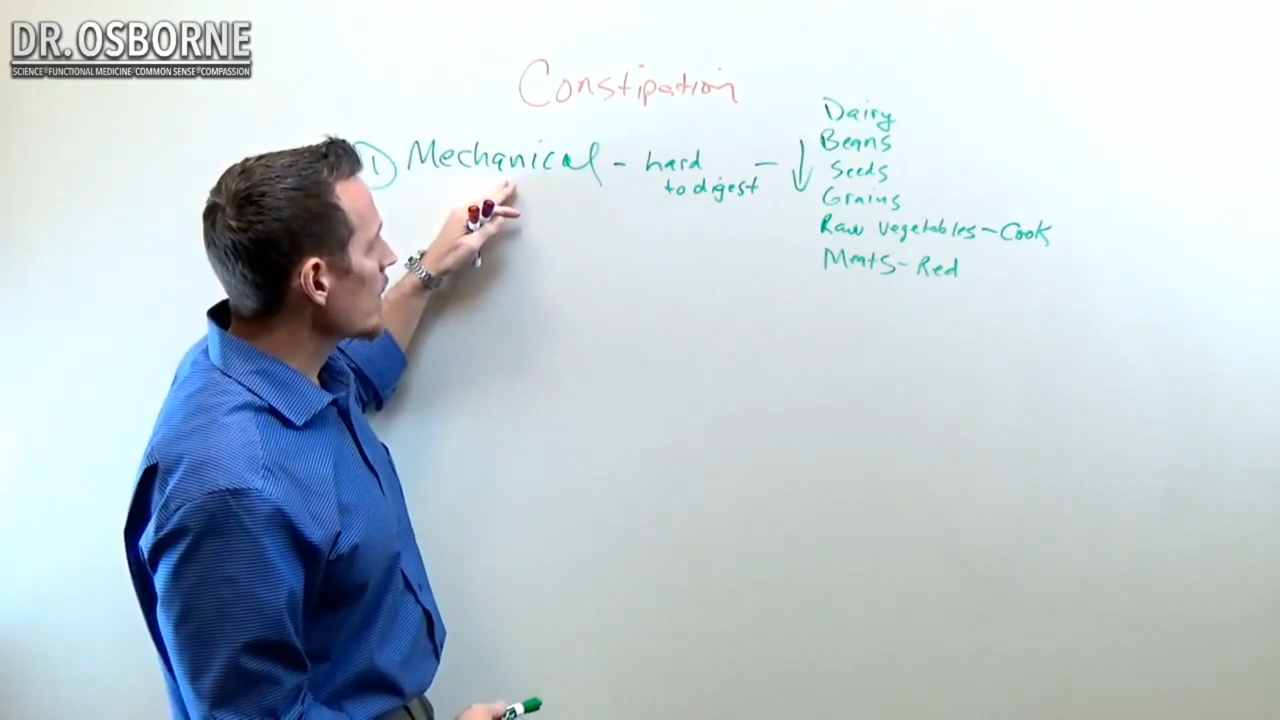 DR. OSBORNE
SCIENCE · FUNCTIONAL MEDICINE · COMMON SENSE · COMPASSION
Constipation
1) Mechanical - hard to digest - ↓
Dairy
Beans
Seeds
Grains
Raw vegetables - Cook
Meats - Red